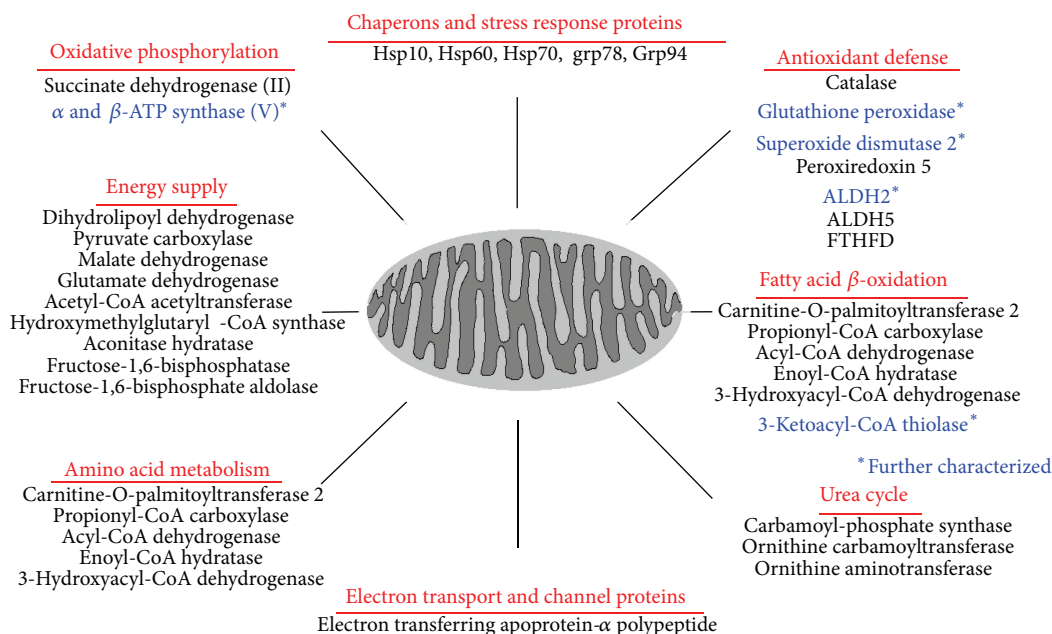 Chaperons and stress response proteins
Hsp10, Hsp60, Hsp70, grp78, Grp94
Oxidative phosphorylation
Succinate dehydrogenase (II)
α and β-ATP synthase (V)*
Antioxidant defense
Catalase
Glutathione peroxidase*
Superoxide dismutase 2*
Peroxiredoxin 5
ALDH2*
ALDH5
FTHFD
Energy supply
Dihydrolipoyl dehydrogenase
Pyruvate carboxylase
Malate dehydrogenase
Glutamate dehydrogenase
Acetyl-CoA acetyltransferase
Hydroxymethylglutaryl -CoA synthase
Aconitase hydratase
Fructose-1,6-bisphosphatase
Fructose-1,6-bisphosphate aldolase
Fatty acid β-oxidation
Carnitine-O-palmitoyltransferase 2
Propionyl-CoA carboxylase
Acyl-CoA dehydrogenase
Enoyl-CoA hydratase
3-Hydroxyacyl-CoA dehydrogenase
3-Ketoacyl-CoA thiolase*
*Further characterized
Amino acid metabolism
Carnitine-O-palmitoyltransferase 2
Propionyl-CoA carboxylase
Acyl-CoA dehydrogenase
Enoyl-CoA hydratase
3-Hydroxyacyl-CoA dehydrogenase
Urea cycle
Carbamoyl-phosphate synthase
Ornithine carbamoyltransferase
Ornithine aminotransferase
Electron transport and channel proteins
Electron transferring apoprotein-α polypeptide